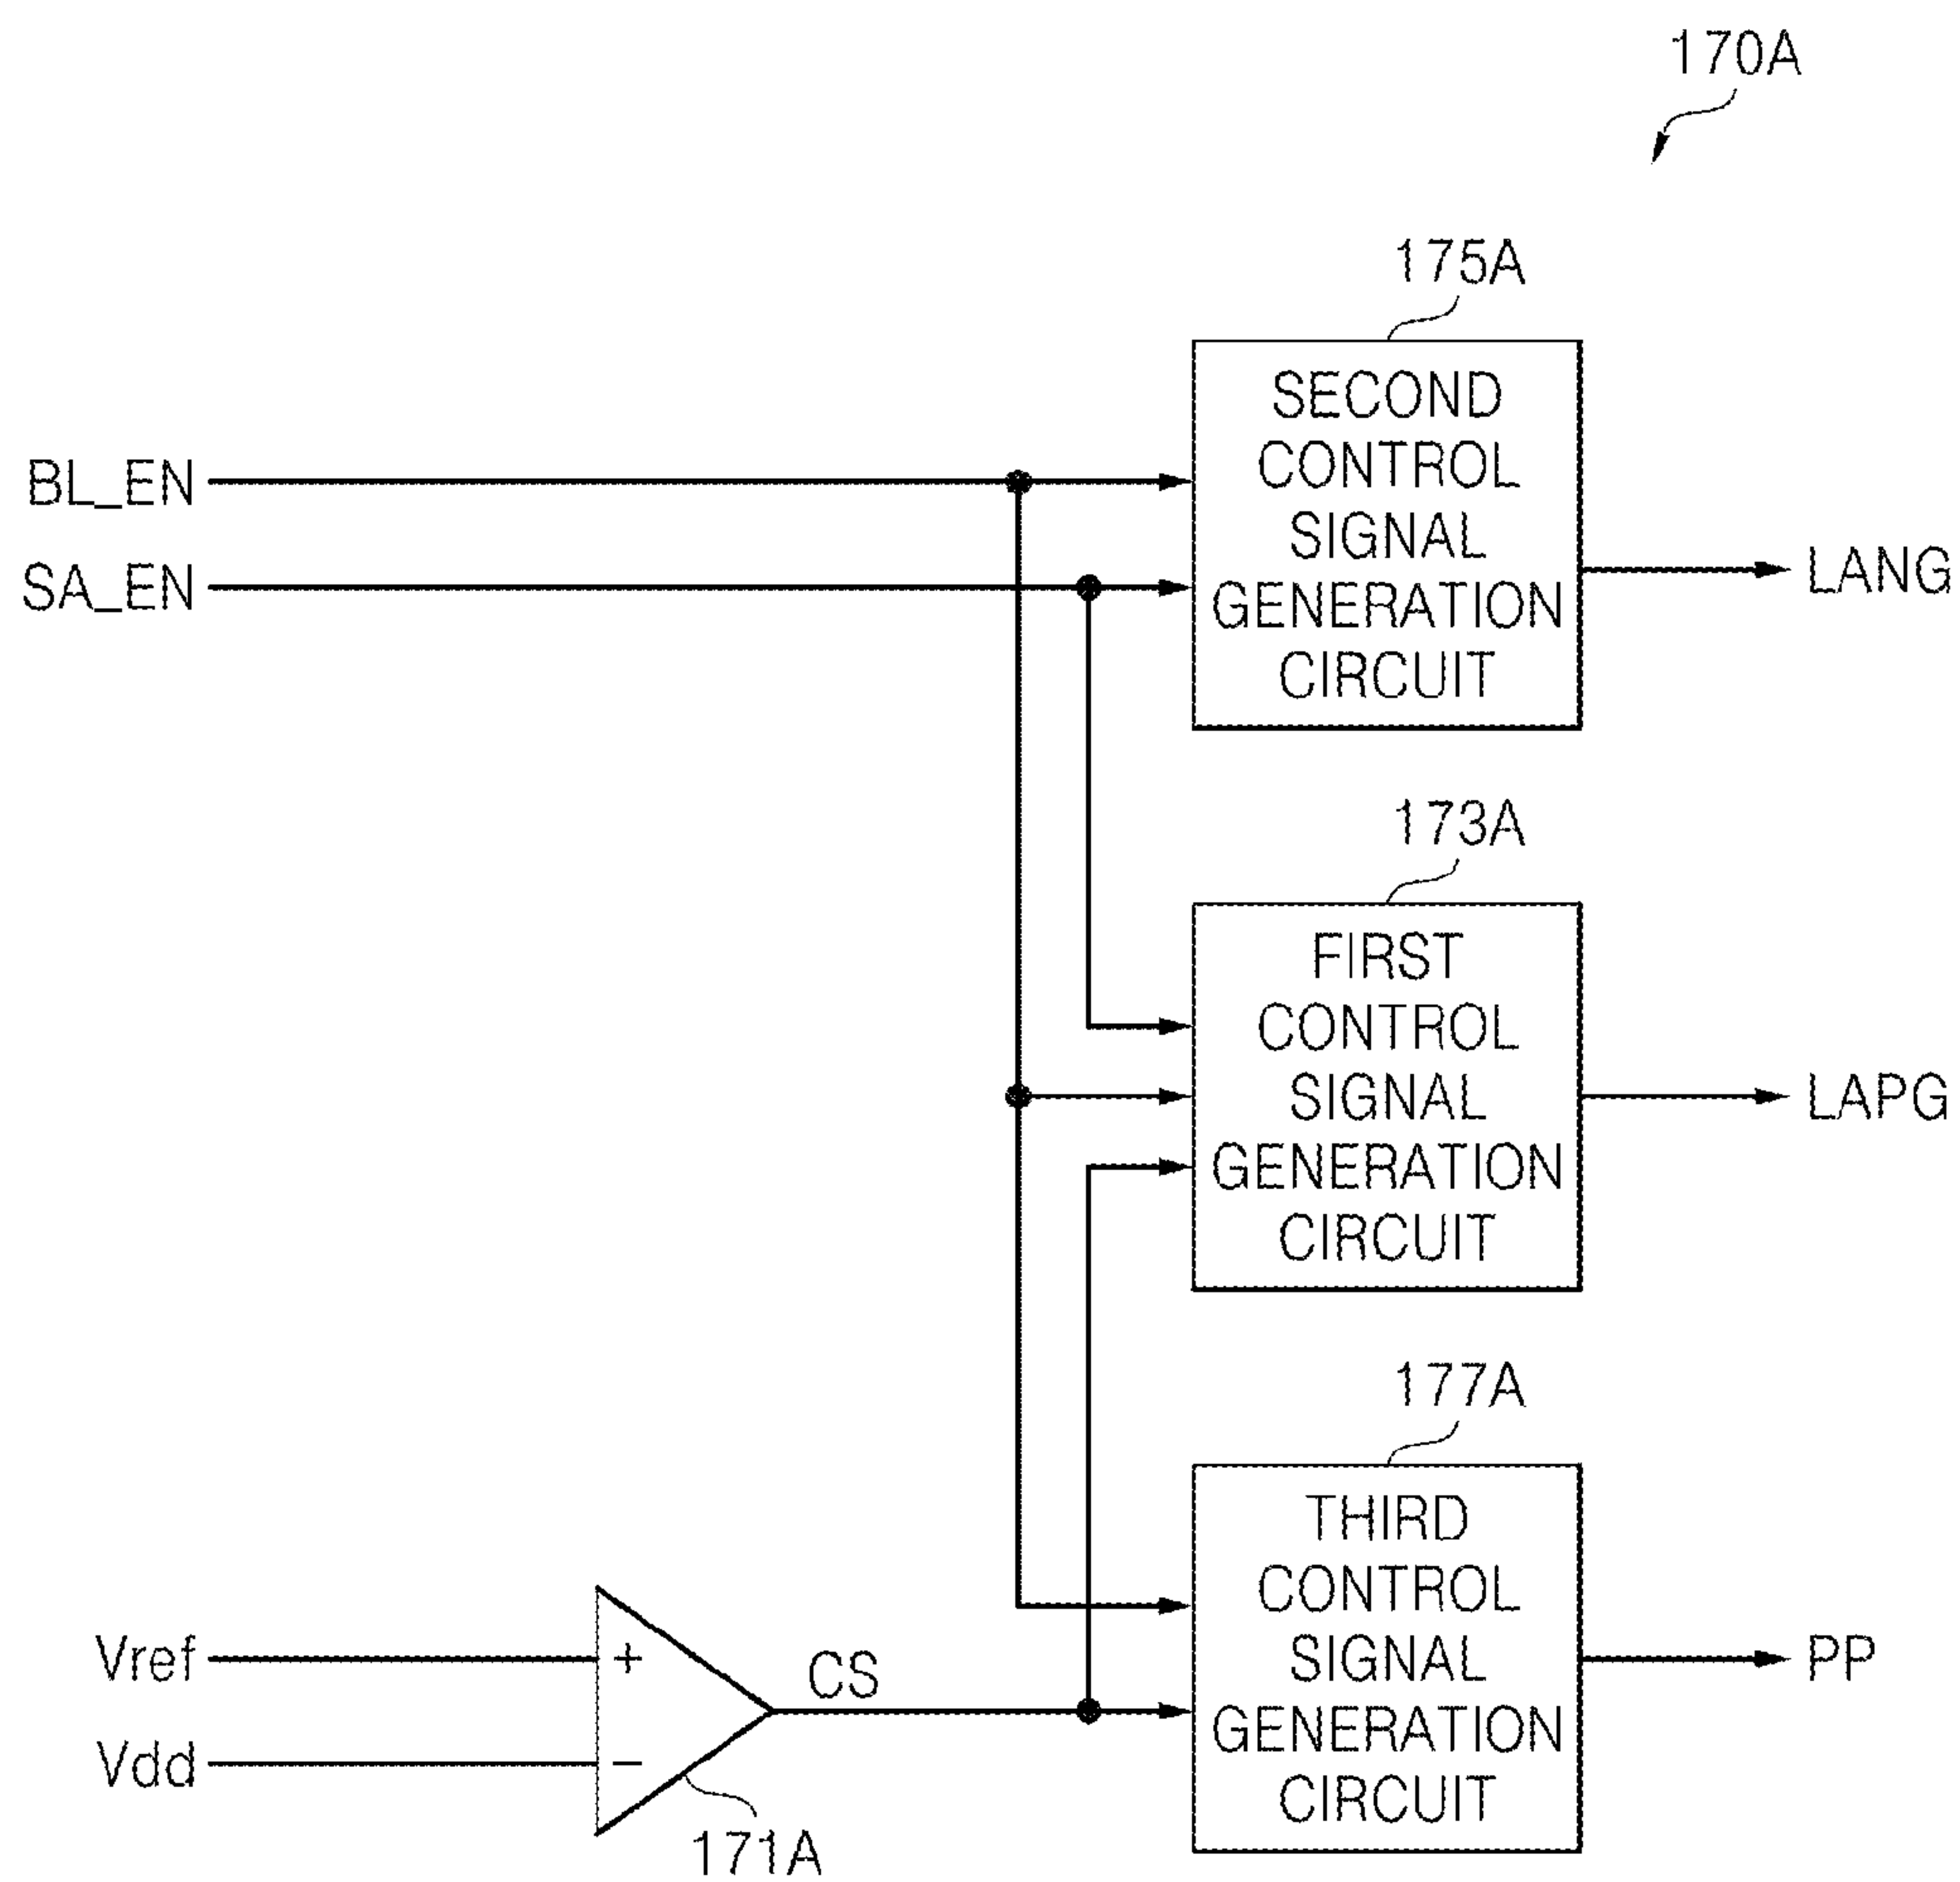 170A
175A
SECOND
CONTROL
SIGNAL
GENERATION
CIRCUIT
BL_EN
SA_EN
LANG
173A
FIRST
CONTROL
SIGNAL
GENERATION
CIRCUIT
LAPG
177A
THIRD
CONTROL
SIGNAL
GENERATION
CIRCUIT
Vref
+
CS
PP
Vdd
−
171A